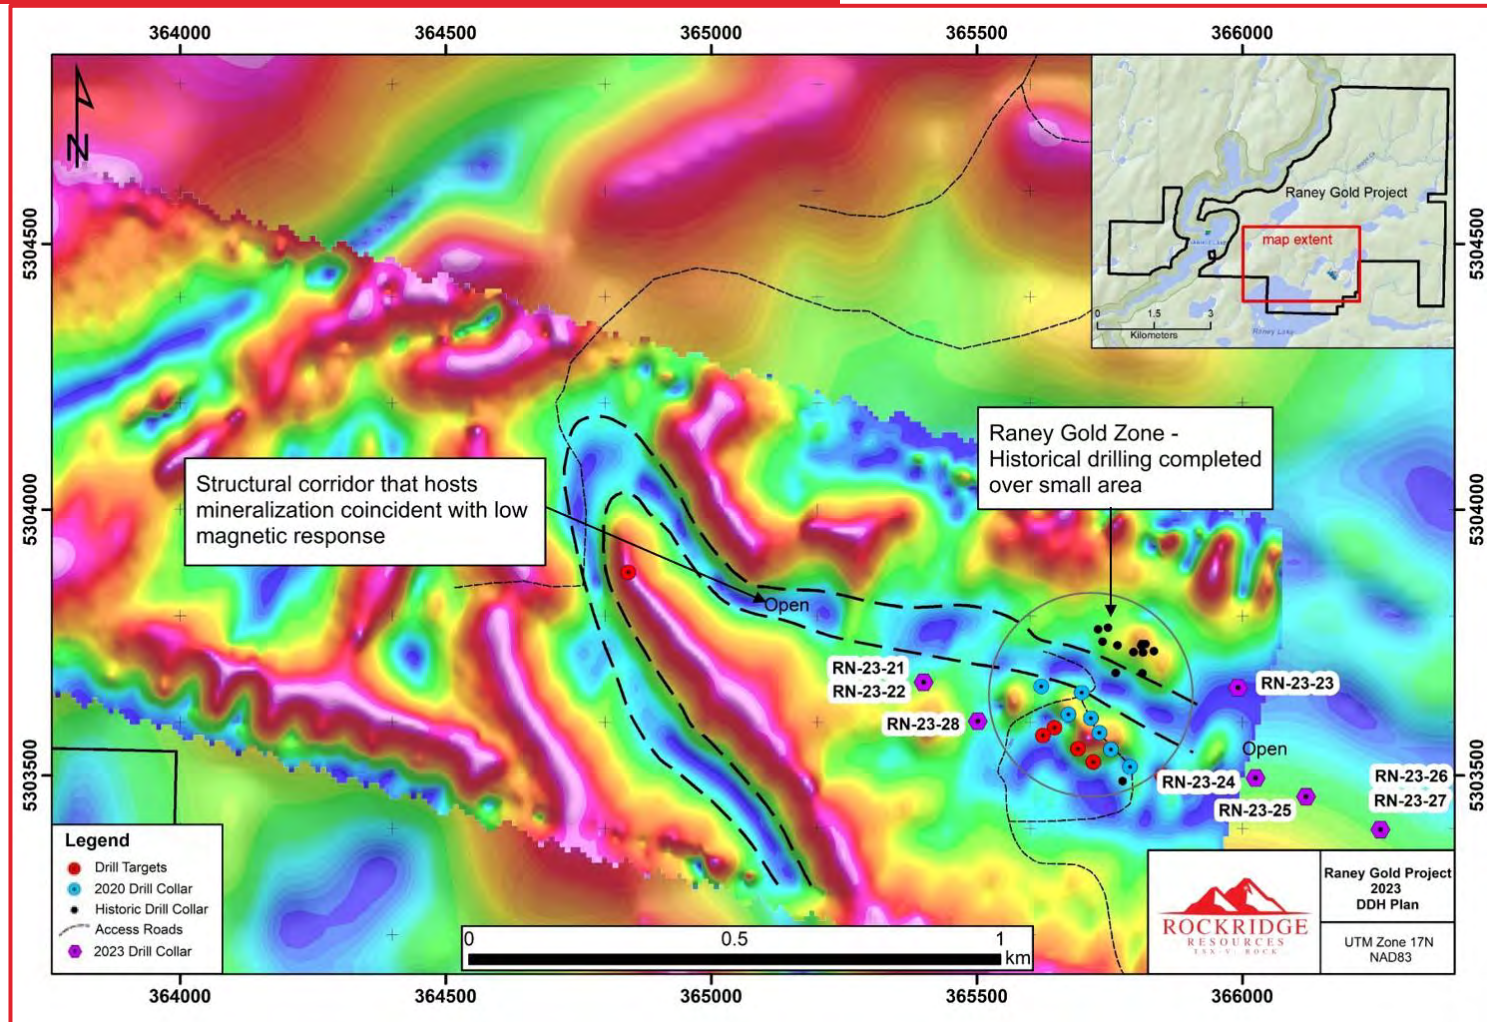 364000 364500 365000 365500 366000
5304500
5304000
5303500
N
Raney Gold Project
map extent
0 1.5 3
Kilometers
Raney Lake
5304500
5304000
5303500
Raney Gold Zone -
Historical drilling completed
over small area
Structural corridor that hosts
mineralization coincident with low
magnetic response
Open
RN-23-21
RN-23-22
RN-23-28
RN-23-23
Open
RN-23-24
RN-23-25
RN-23-26
RN-23-27
Legend
Drill Targets
2020 Drill Collar
Historic Drill Collar
Access Roads
2023 Drill Collar
0 0.5 1
km
ROCKRIDGE
RESOURCES
TSX-V: ROCK
Raney Gold Project
2023
DDH Plan
UTM Zone 17N
NAD83
364000 364500 365000 365500 366000